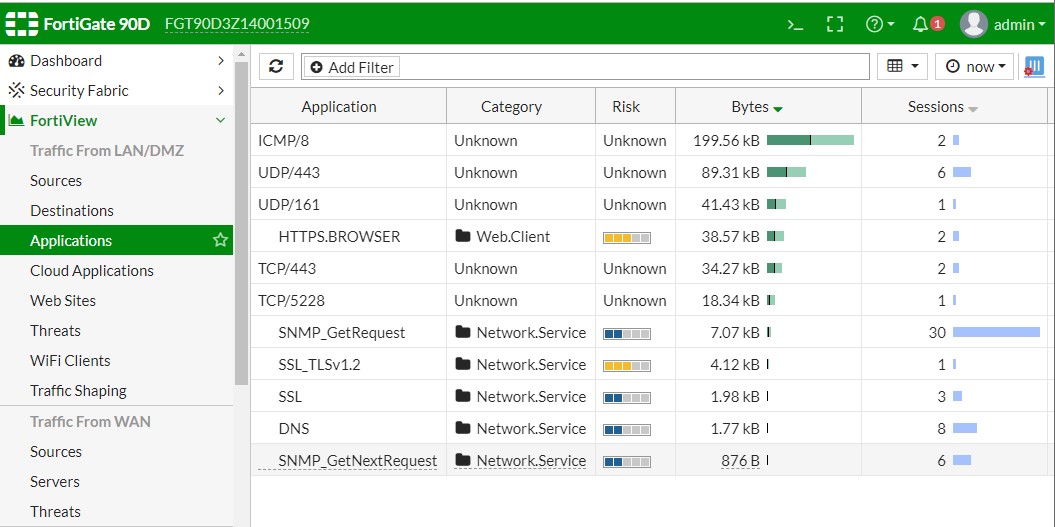 FortiGate 90D FGT90D3Z14001509 >_ ? 1 admin
Dashboard
Security Fabric
FortiView
Traffic From LAN/DMZ
Sources
Destinations
Applications
Cloud Applications
Web Sites
Threats
WiFi Clients
Traffic Shaping
Traffic From WAN
Sources
Servers
Threats
Add Filter now
Application Category Risk Bytes Sessions
ICMP/8 Unknown Unknown 199.56 kB 2
UDP/443 Unknown Unknown 89.31 kB 6
UDP/161 Unknown Unknown 41.43 kB 1
HTTPS.BROWSER Web.Client 38.57 kB 2
TCP/443 Unknown Unknown 34.27 kB 2
TCP/5228 Unknown Unknown 18.34 kB 1
SNMP_GetRequest Network.Service 7.07 kB 30
SSL_TLSv1.2 Network.Service 4.12 kB 1
SSL Network.Service 1.98 kB 3
DNS Network.Service 1.77 kB 8
SNMP_GetNextRequest Network.Service 876 B 6